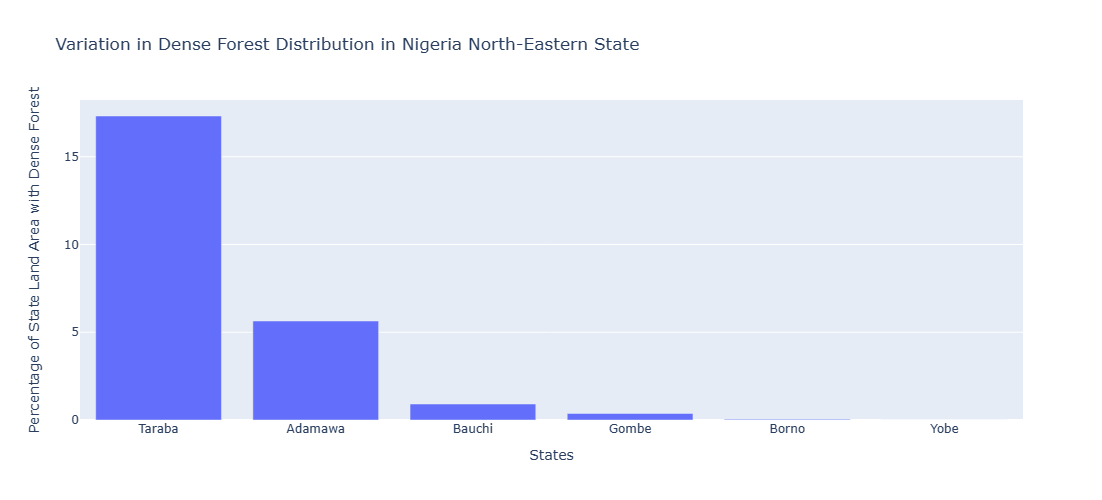 Variation in Dense Forest Distribution in Nigeria North-Eastern State
Percentage of State Land Area with Dense Forest
15
10
5
0
Taraba
Adamawa
Bauchi
Gombe
Borno
Yobe
States